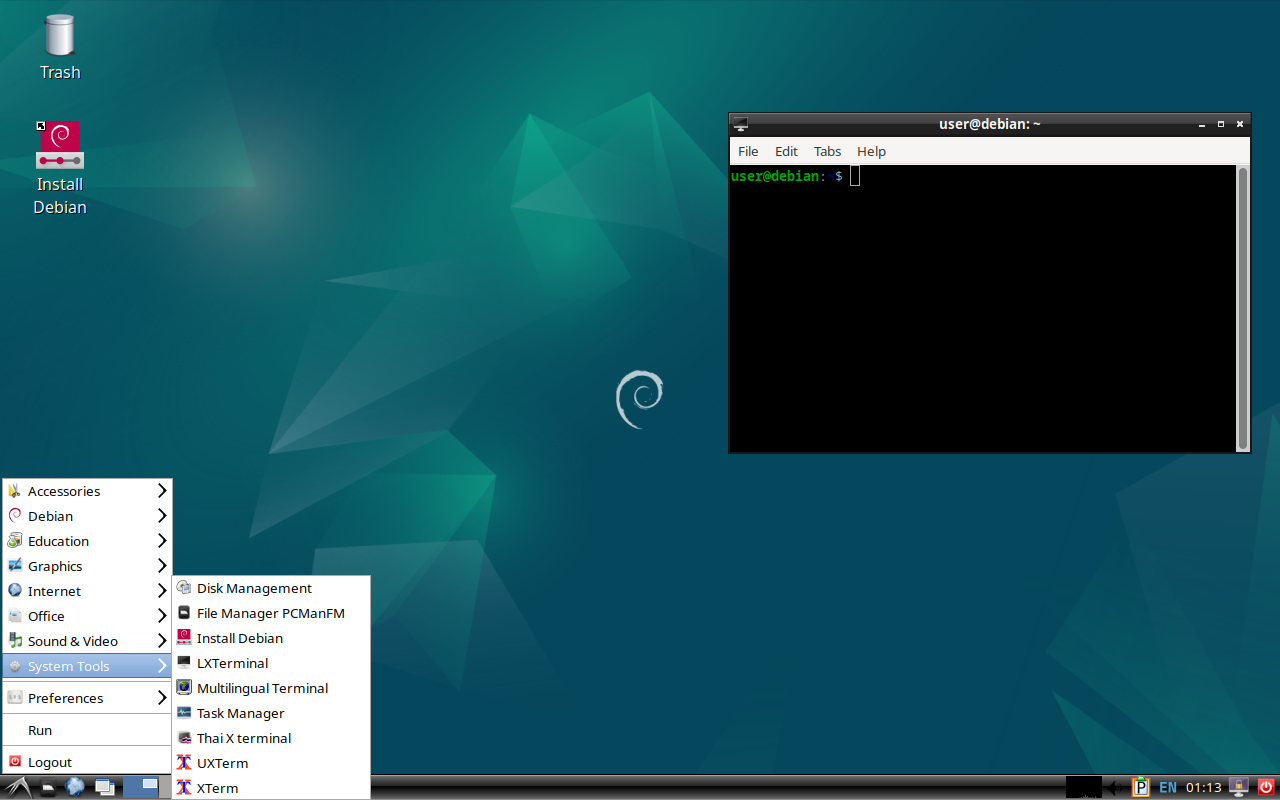 Trash
Install
Debian
user@debian: ~
File Edit Tabs Help
user@debian:~$
Accessories
Debian
Education
Graphics
Internet
Office
Sound & Video
System Tools
Preferences
Run
Logout
Disk Management
File Manager PCManFM
Install Debian
LXTerminal
Multilingual Terminal
Task Manager
Thai X terminal
UXTerm
XTerm
P EN 01:13